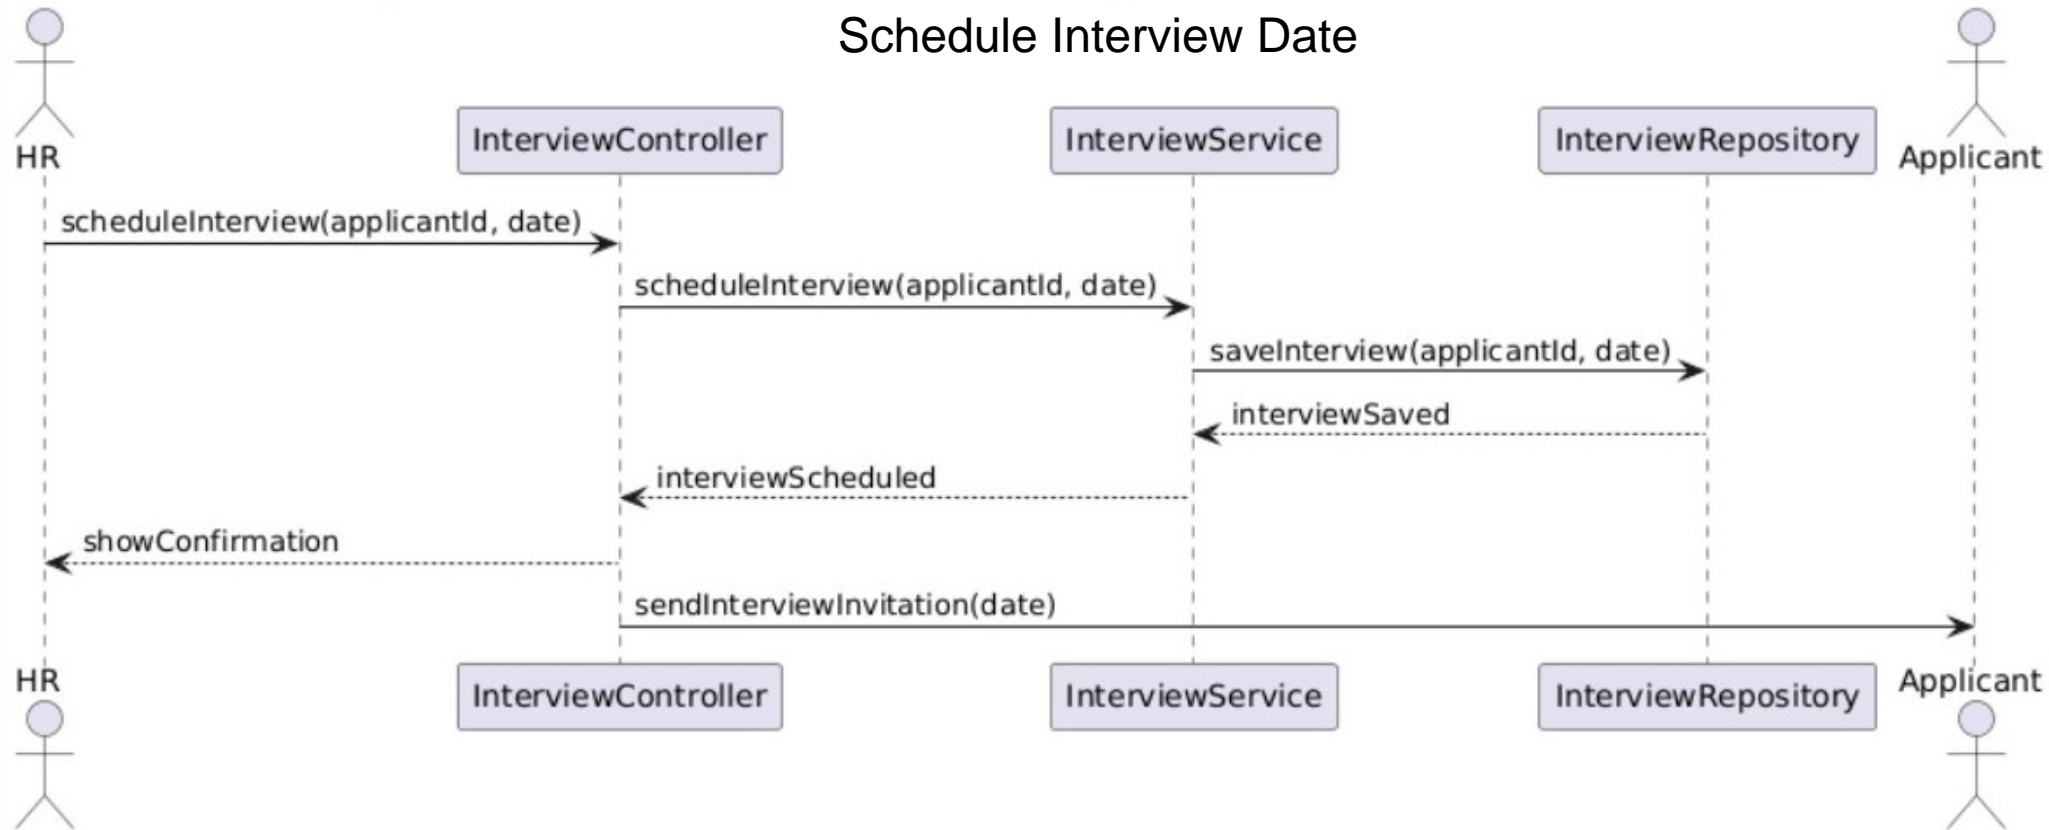 Schedule Interview Date
HR
InterviewController
InterviewService
InterviewRepository
Applicant
scheduleInterview(applicantId, date)
scheduleInterview(applicantId, date)
saveInterview(applicantId, date)
interviewSaved
interviewScheduled
showConfirmation
sendInterviewInvitation(date)
HR
InterviewController
InterviewService
InterviewRepository
Applicant